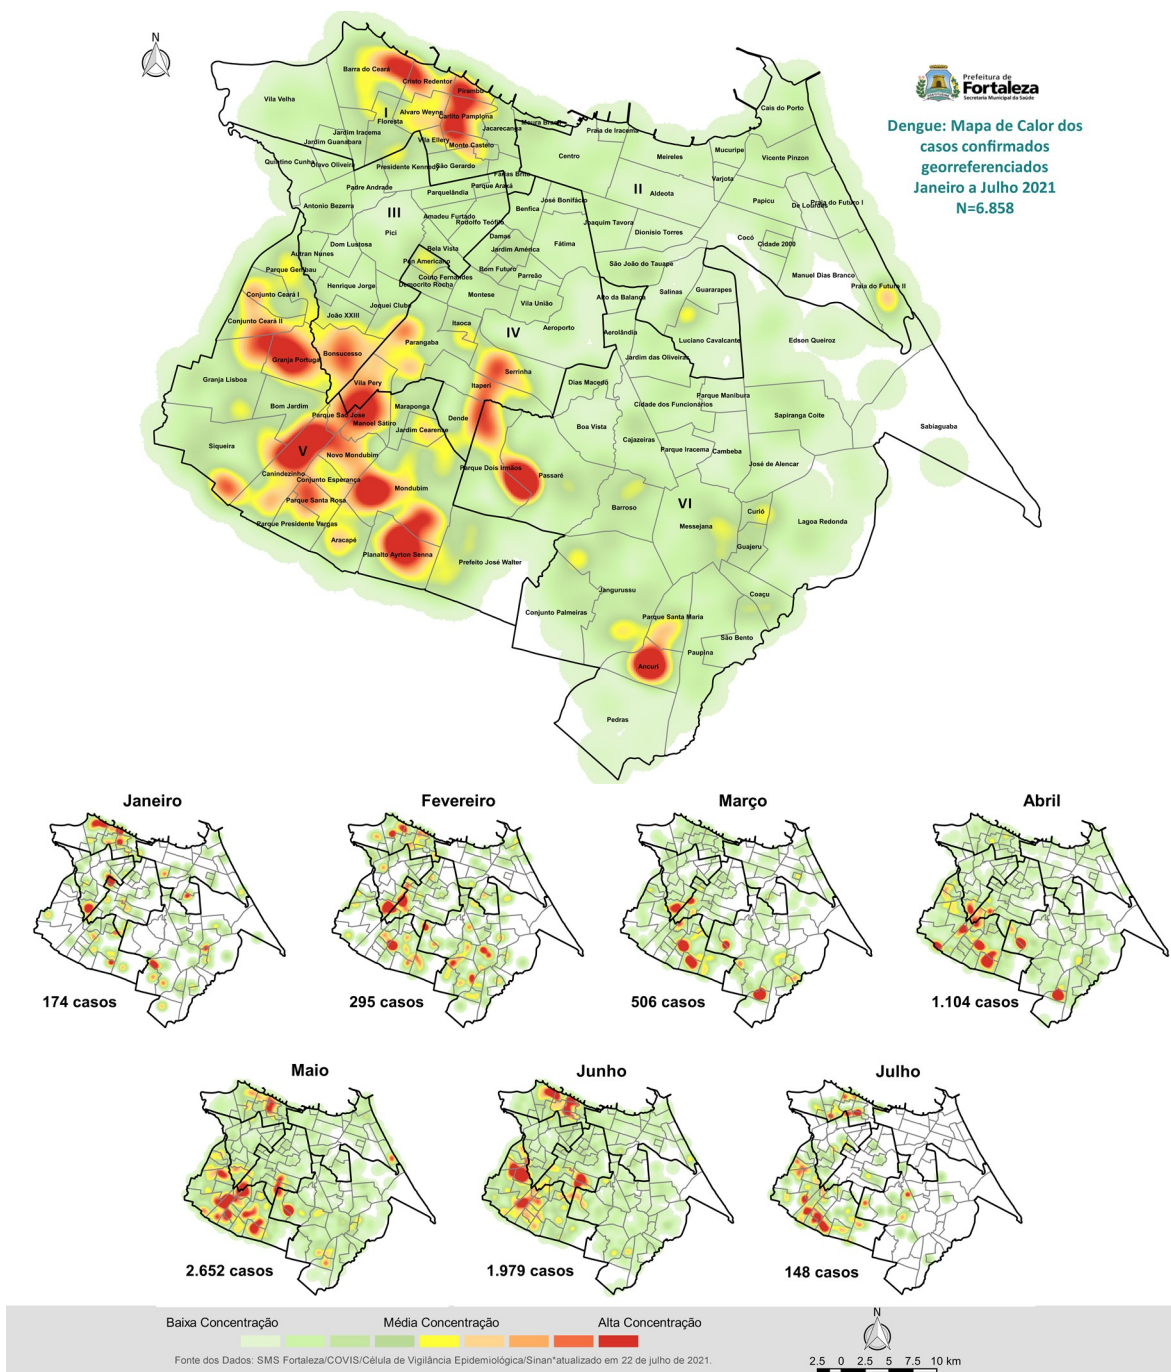 N
Prefeitura de
Fortaleza
Secretaria Municipal da Saúde
Dengue: Mapa de Calor dos
casos confirmados
georreferenciados
Janeiro a Julho 2021
N=6.858
Barra do Ceará
Cristo Redentor
Pirambu
Vila Velha
I
Alvaro Weyne
Carlito Pamplona
Floresta
Jacarecanga
Moura Brasil
Jardim Iracema
Jardim Guanabara
Vila Ellery
Monte Castelo
Praia de Iracema
Cais do Porto
Quintino Cunha
Olavo Oliveira
Presidente Kennedy
São Gerardo
Farias Brito
Centro
Meireles
Mucuripe
Vicente Pinzon
Varjota
Padre Andrade
Parquelândia
Parque Araxá
II
Aldeota
José Bonifácio
Papicu
De Lourdes
Praia do Futuro I
Antonio Bezerra
III
Amadeu Furtado
Rodolfo Teófilo
Benfica
Joaquim Tavora
Dionísio Torres
Pici
Damas
Cocó
Cidade 2000
Dom Lustosa
Bela Vista
Jardim América
Fátima
Autran Nunes
Pan Americano
Bom Futuro
São João do Tauape
Parque Genibau
Couto Fernandes
Parreão
Manuel Dias Branco
Henrique Jorge
Democrito Rocha
Praia do Futuro II
Conjunto Ceará I
Montese
Alto da Balança
Salinas
Guararapes
João XXIII
Joquei Clube
Vila União
Conjunto Ceará II
Itaoca
IV
Aeroporto
Aerolândia
Luciano Cavalcante
Edson Queiroz
Parangaba
Granja Portugal
Bonsucesso
Jardim das Oliveiras
Serrinha
Granja Lisboa
Vila Pery
Itaperi
Dias Macedo
Parque Manibura
Bom Jardim
Maraponga
Cidade dos Funcionários
Parque São Jose
Dende
Sapiranga Coite
Manoel Sátiro
Jardim Cearense
Boa Vista
Sabiaguaba
Siqueira
V
Cajazeiras
Novo Mondubim
Parque Iracema
Cambeba
Canindezinho
Parque Dois Irmãos
Passaré
José de Alencar
Conjunto Esperança
Mondubim
Parque Santa Rosa
VI
Barroso
Curió
Parque Presidente Vargas
Messejana
Lagoa Redonda
Aracapé
Guajeru
Planalto Ayrton Senna
Prefeito José Walter
Jangurussu
Coaçu
Conjunto Palmeiras
Parque Santa Maria
São Bento
Paupina
Ancuri
Pedras
Janeiro
Fevereiro
Março
Abril
174 casos
295 casos
506 casos
1.104 casos
Maio
Junho
Julho
2.652 casos
1.979 casos
148 casos
Baixa Concentração
Média Concentração
Alta Concentração
N
Fonte dos Dados: SMS Fortaleza/COVIS/Célula de Vigilância Epidemiológica/Sinan*atualizado em 22 de julho de 2021.
2.5 0 2.5 5 7.5 10 km